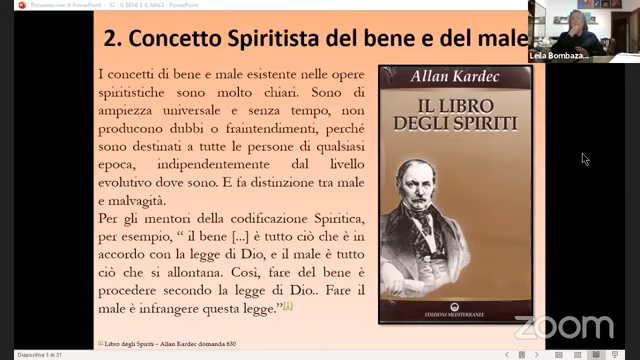 Presentazione di PowerPoint - 12 - IL BENE E IL MALE - PowerPoint
2. Concetto Spiritista del bene e del male
Leila Bombaza...
I concetti di bene e male esistente nelle opere
spiritistiche sono molto chiari. Sono di
ampiezza universale e senza tempo, non
producono dubbi o fraintendimenti, perché
sono destinati a tutte le persone di qualsiasi
epoca, indipendentemente dal livello
evolutivo dove sono. E fa distinzione tra male
e malvagità.
Per gli mentori della codificazione Spiritica,
per esempio, “ il bene [...] è tutto ciò che è in
accordo con la legge di Dio, e il male è tutto
ciò che si allontana. Così, fare del bene è
procedere secondo la legge di Dio.. Fare il
male è infrangere questa legge.”[1]
Allan Kardec
IL LIBRO
DEGLI SPIRITI
EDIZIONI MEDITERRANEE
[1] Libro degli Spiriti – Allan Kardec domanda 630
zoom
Diapositiva 3 di 31